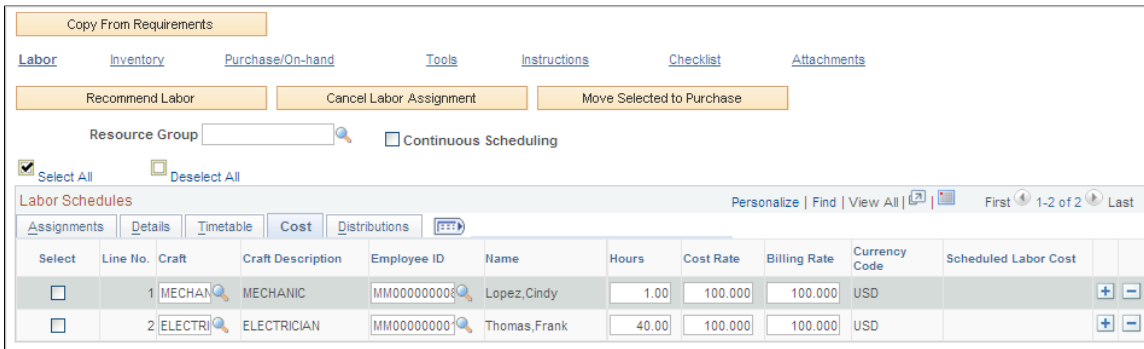 Copy From Requirements
Labor Inventory Purchase/On-hand Tools Instructions Checklist Attachments
Recommend Labor Cancel Labor Assignment Move Selected to Purchase
Resource Group Continuous Scheduling
Select All Deselect All
Labor Schedules Personalize | Find | View All | | First 1-2 of 2 Last
Assignments Details Timetable Cost Distributions
Select Line No. Craft Craft Description Employee ID Name Hours Cost Rate Billing Rate Currency Code Scheduled Labor Cost
1 MECHAN MECHANIC MM000000008 Lopez,Cindy 1.00 100.000 100.000 USD
2 ELECTRI ELECTRICIAN MM000000001 Thomas,Frank 40.00 100.000 100.000 USD